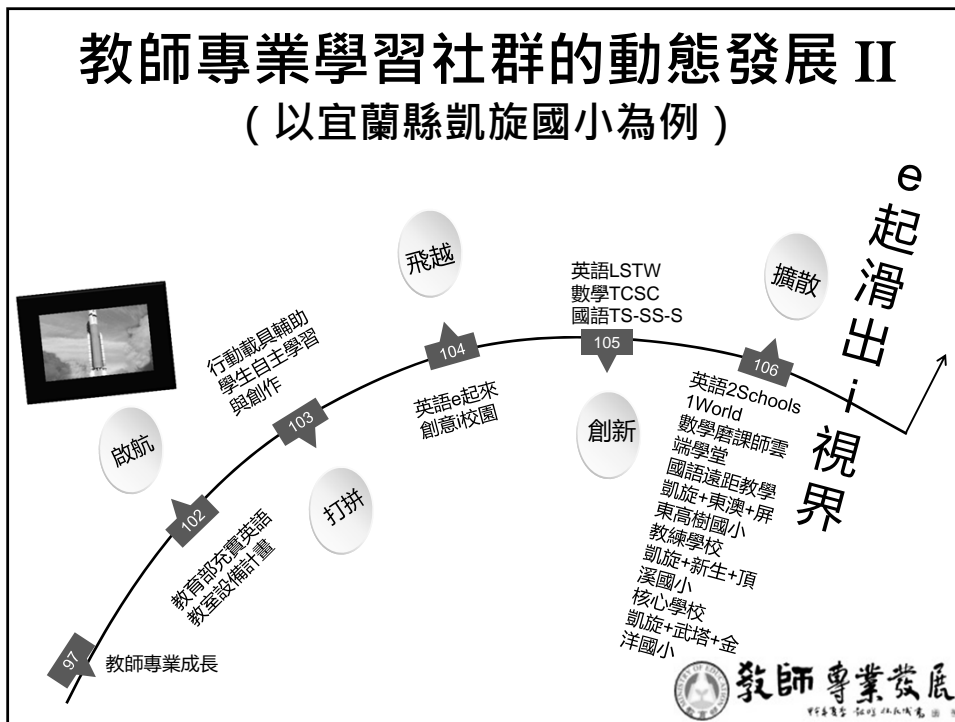 教師專業學習社群的動態發展 II
(以宜蘭縣凱旋國小為例)
97
教師專業成長
啟航
102
教育部充實英語
教室設備計畫
行動載具輔助
學生自主學習
與創作
103
打拼
飛越
104
英語e起來
創意i校園
英語LSTW
數學TCSC
國語TS-SS-S
105
創新
擴散
106
英語2Schools
1World
數學磨課師雲
端學堂
國語遠距教學
凱旋+東澳+屏
東高樹國小
教練學校
凱旋+新生+頂
溪國小
核心學校
凱旋+武塔+金
洋國小
e起滑出i視界
MINISTRY OF EDUCATION
教師專業發展